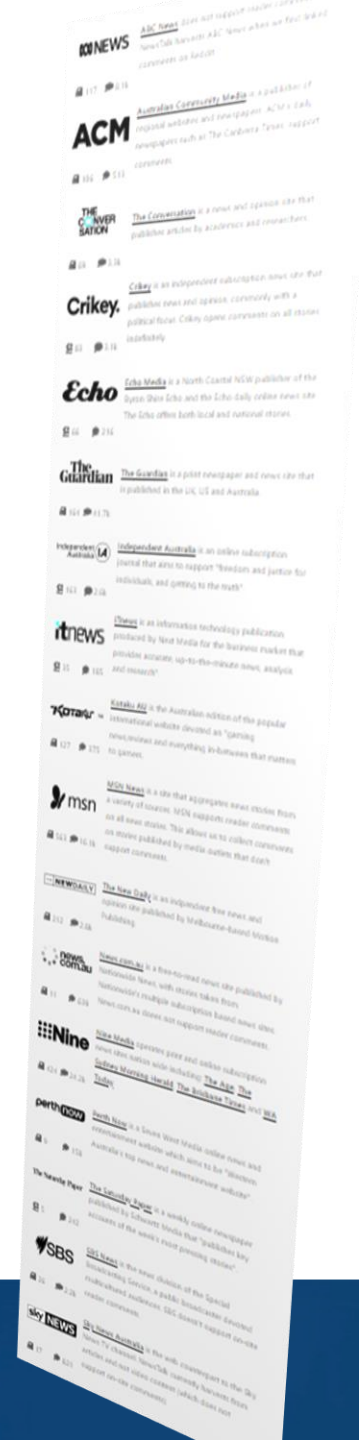 NEWS
ABC News does not support reader
NewsTalk harvests ABC News when we find linked
comments on Reddit
ACM
Australian Community Media is a publisher of
regional websites and newspapers. ACM's daily
newspapers such as The Canberra Times support
comments.
THE
CONVER
SATION
The Conversation is a news and opinion site that
publishes articles by academics and researchers.
Crikey.
Crikey is an independent subscription news site that
publishes news and opinion, commonly with a
political focus. Crikey opens comments on all stories
indefinitely.
Echo
Echo Media is a North Coastal NSW publisher of the
Byron Shire Echo and the Echo daily online news site.
The Echo offers both local and national stories.
The
Guardian
The Guardian is a print newspaper and news site that
is published in the UK, US and Australia.
Independent
Australia IA
Independent Australia is an online subscription
journal that aims to support "freedom and justice for
individuals, and getting to the truth"
itnews
iTnews is an information technology publication
produced by Next Media for the business market that
provides accurate, up-to-the-minute news, analysis
and research"
KOTAKU
Kotaku AU is the Australian edition of the popular
international website devoted as "gaming
news,reviews and everything in-between that matters
to gamers.
msn
MSN News is a site that aggregates news stories from
a variety of sources. MSN supports reader comments
on all news stories. This allows us to collect comments
on stories published by media outlets that don't
support comments.
NEWDAILY
The New Daily is an indpendent free news and
opinion site published by Melbourne-based Motion
Publishing.
news.
com.au
News.com.au is a free-to-read news site published by
Nationwide News, with stories taken from
Nationwide's multiple subscription based news sites.
News.com.au does not support reader comments.
Nine
Nine Media operates print and online subscription
news sites nation wide including: The Age, The
Sydney Morning Herald, The Brisbane Times and WA
Today.
perthnow
Perth Now is a Seven West Media online news and
entertainment website which aims to be "Western
Australia's top news and entertainment website"
The Saturday Paper
The Saturday Paper is a weekly online newspaper
published by Schwartz Media that "publishes key
accounts of the week's most pressing stories"
SBS
SBS News is the news division of the Special
Broadcasting Service, a public broadcaster devoted
multicultural audiences. SBS doesn't support on-site
reader comments.
sky NEWS
Sky News Australia is the web counterpart to the Sky
News TV channel. NewsTalk currently harvests from
articles and not video content (which does not
support on-site comments).